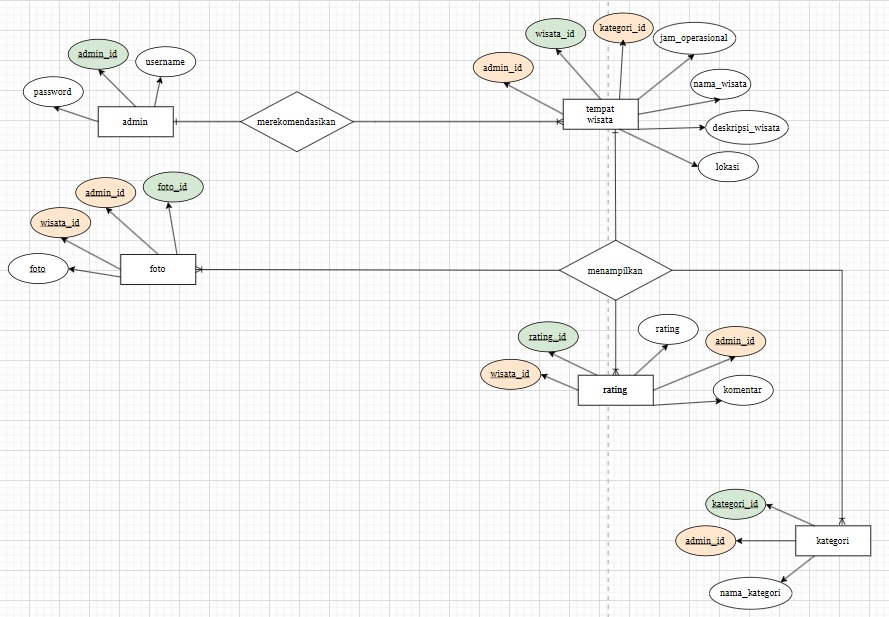 admin_id
username
password
admin
merekomendasikan
wisata_id
kategori_id
jam_operasional
admin_id
nama_wisata
tempat
wisata
deskripsi_wisata
lokasi
admin_id
foto_id
wisata_id
foto
foto
menampilkan
rating_id
rating
admin_id
wisata_id
rating
komentar
kategori_id
admin_id
kategori
nama_kategori